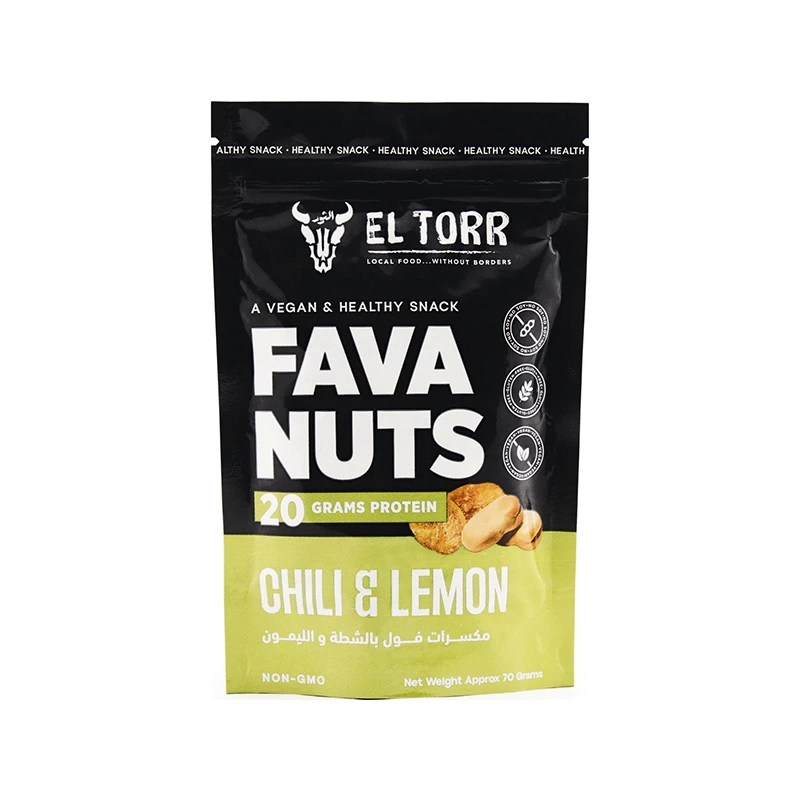 ALTHY SNACK · HEALTHY SNACK · HEALTHY SNACK · HEALTHY SNACK · HEALTH
الثور
EL TORR
LOCAL FOOD...WITHOUT BORDERS
A VEGAN & HEALTHY SNACK
FAVA
NUTS
20 GRAMS PROTEIN
CHILI & LEMON
مكسرات فول بالشطة و الليمون
NON-GMO
Net Weight Approx 70 Grams